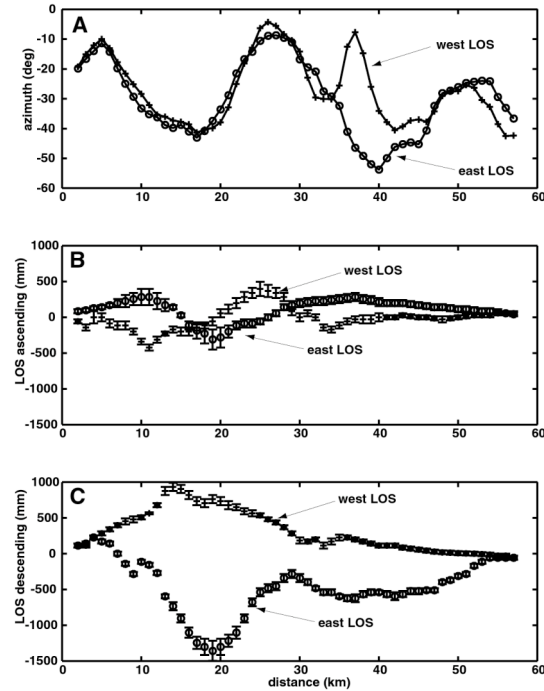 A
0
-10
-20
-30
-40
-50
-60
azimuth (deg)
west LOS
east LOS
0 10 20 30 40 50 60
B
1000
500
0
-500
-1000
-1500
LOS ascending (mm)
west LOS
east LOS
0 10 20 30 40 50 60
C
1000
500
0
-500
-1000
-1500
LOS descending (mm)
west LOS
east LOS
0 10 20 30 40 50 60
distance (km)